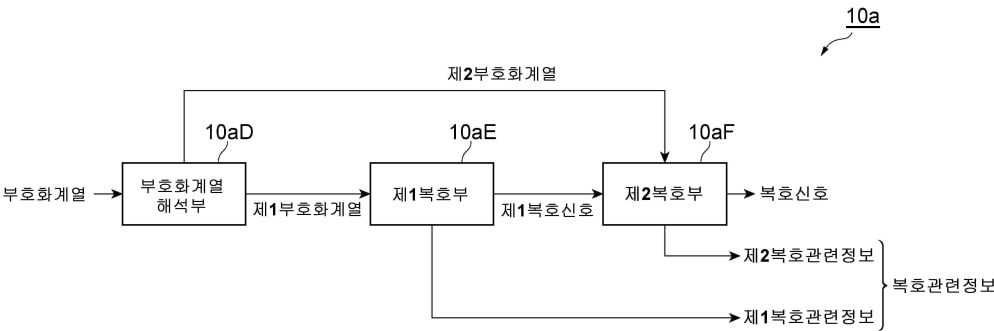 10a
제2부호화계열
10aD
10aE
10aF
부호화계열
부호화계열
해석부
제1부호화계열
제1복호부
제1복호신호
제2복호부
복호신호
제2복호관련정보
복호관련정보
제1복호관련정보